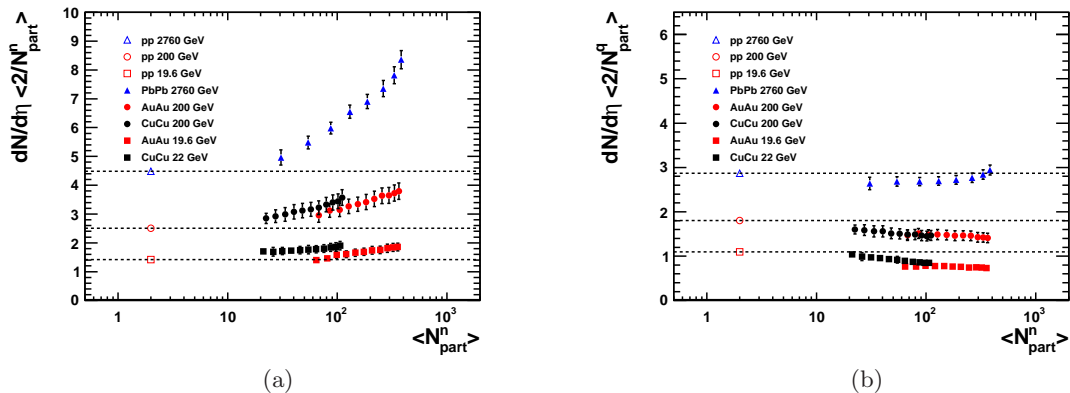 dN/dη <2/N^n_part>
10
9
8
7
6
5
4
3
2
1
0
pp 2760 GeV
pp 200 GeV
pp 19.6 GeV
PbPb 2760 GeV
AuAu 200 GeV
CuCu 200 GeV
AuAu 19.6 GeV
CuCu 22 GeV
1 10 10^2 10^3
<N^n_part>
(a)
dN/dη <2/N^q_part>
6
5
4
3
2
1
0
pp 2760 GeV
pp 200 GeV
pp 19.6 GeV
PbPb 2760 GeV
AuAu 200 GeV
CuCu 200 GeV
AuAu 19.6 GeV
CuCu 22 GeV
1 10 10^2 10^3
<N^n_part>
(b)